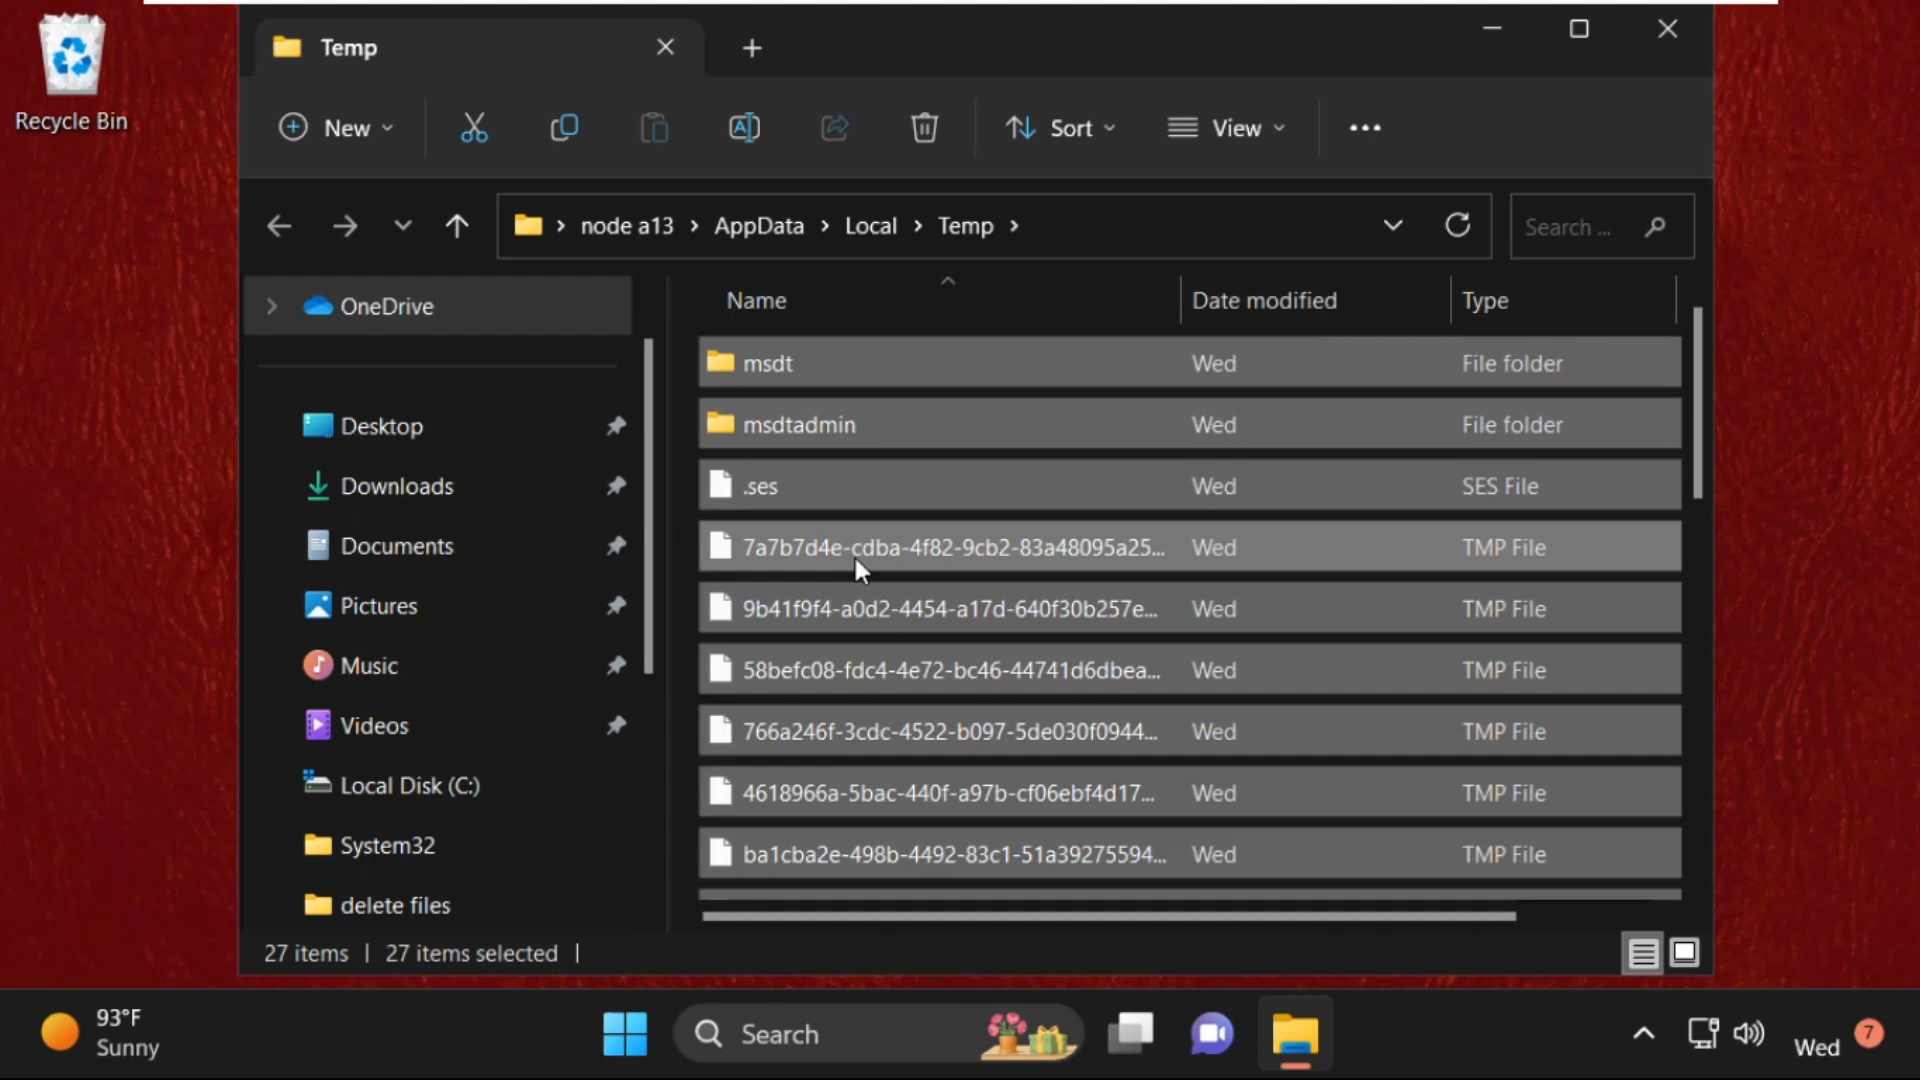 Recycle Bin
Temp
New
Sort
View
node a13 > AppData > Local > Temp >
Search ...
Name
Date modified
Type
OneDrive
Desktop
Downloads
Documents
Pictures
Music
Videos
Local Disk (C:)
System32
delete files
msdt Wed File folder
msdtadmin Wed File folder
.ses Wed SES File
7a7b7d4e-cdba-4f82-9cb2-83a48095a25... Wed TMP File
9b41f9f4-a0d2-4454-a17d-640f30b257e... Wed TMP File
58befc08-fdc4-4e72-bc46-44741d6dbea... Wed TMP File
766a246f-3cdc-4522-b097-5de030f0944... Wed TMP File
4618966a-5bac-440f-a97b-cf06ebf4d17... Wed TMP File
ba1cba2e-498b-4492-83c1-51a39275594... Wed TMP File
27 items | 27 items selected |
93°F
Sunny
Search
Wed
7